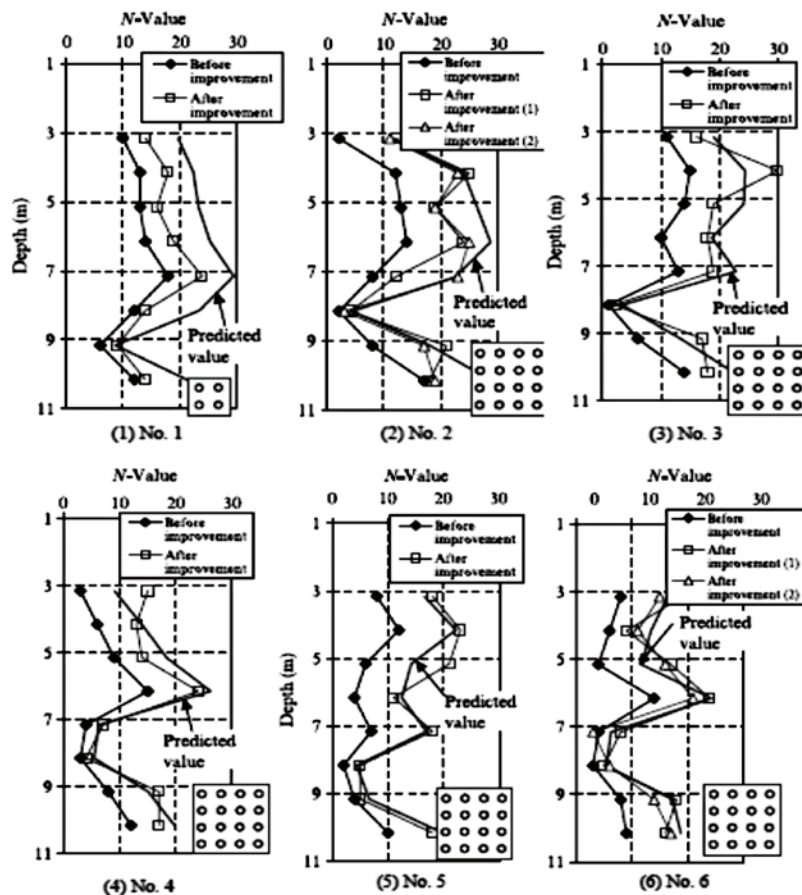 N-Value
0 10 20 30
1
3
5
7
9
11
Depth (m)
Before
improvement
After
improvement
Predicted
value
(1) No. 1
N-Value
0 10 20 30
1
3
5
7
9
11
Before
improvement
After
improvement (1)
After
improvement (2)
Predicted
value
(2) No. 2
N-Value
0 10 20 30
1
3
5
7
9
11
Before
improvement
After
improvement
Predicted
value
(3) No. 3
N-Value
0 10 20 30
1
3
5
7
9
11
Depth (m)
Before
improvement
After
improvement
Predicted
value
(4) No. 4
N-Value
0 10 20 30
1
3
5
7
9
11
Depth (m)
Before
improvement
After
improvement
Predicted
value
(5) No. 5
N-Value
0 10 20 30
1
3
5
7
9
11
Before
improvement
After
improvement (1)
After
improvement (2)
Predicted
value
(6) No. 6